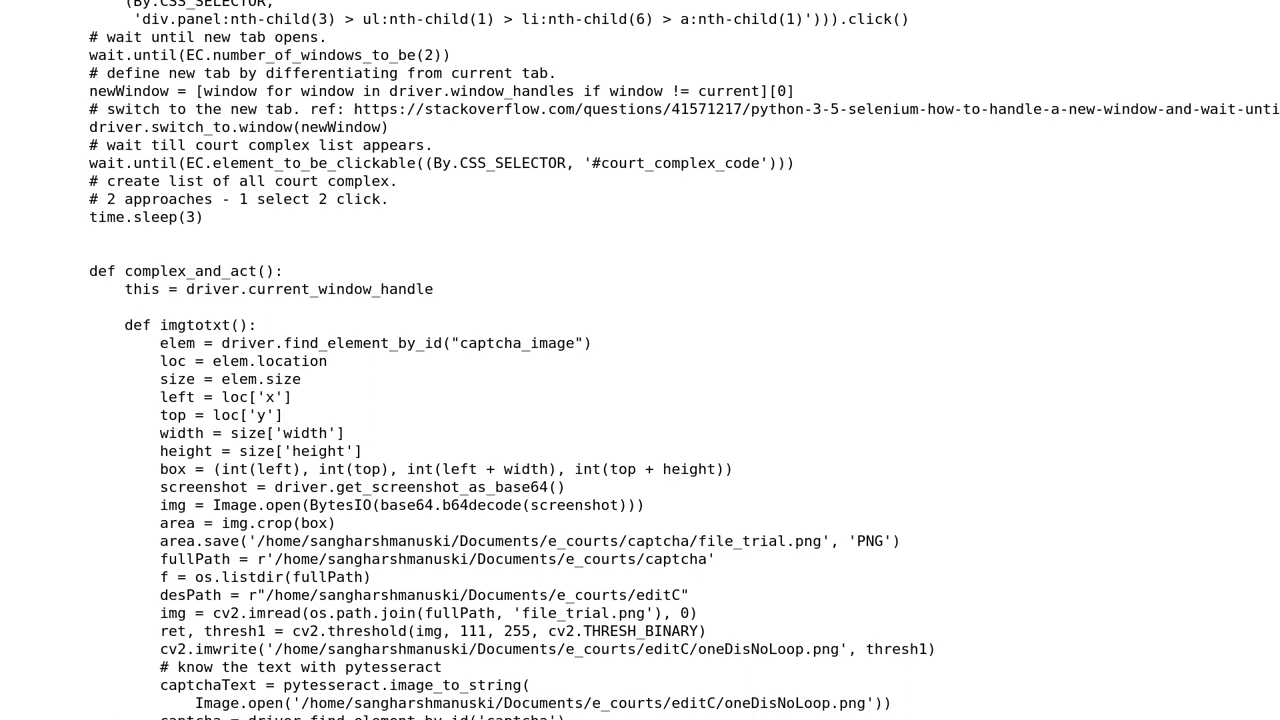 (By.CSS_SELECTOR,
'div.panel:nth-child(3) > ul:nth-child(1) > li:nth-child(6) > a:nth-child(1)'))).click()
# wait until new tab opens.
wait.until(EC.number_of_windows_to_be(2))
# define new tab by differentiating from current tab.
newWindow = [window for window in driver.window_handles if window != current][0]
# switch to the new tab. ref: https://stackoverflow.com/questions/41571217/python-3-5-selenium-how-to-handle-a-new-window-and-wait-unti
driver.switch_to.window(newWindow)
# wait till court complex list appears.
wait.until(EC.element_to_be_clickable((By.CSS_SELECTOR, '#court_complex_code')))
# create list of all court complex.
# 2 approaches - 1 select 2 click.
time.sleep(3)
def complex_and_act():
this = driver.current_window_handle
def imgtotxt():
elem = driver.find_element_by_id("captcha_image")
loc = elem.location
size = elem.size
left = loc['x']
top = loc['y']
width = size['width']
height = size['height']
box = (int(left), int(top), int(left + width), int(top + height))
screenshot = driver.get_screenshot_as_base64()
img = Image.open(BytesIO(base64.b64decode(screenshot)))
area = img.crop(box)
area.save('/home/sangharshmanuski/Documents/e_courts/captcha/file_trial.png', 'PNG')
fullPath = r'/home/sangharshmanuski/Documents/e_courts/captcha'
f = os.listdir(fullPath)
desPath = r"/home/sangharshmanuski/Documents/e_courts/editC"
img = cv2.imread(os.path.join(fullPath, 'file_trial.png'), 0)
ret, thresh1 = cv2.threshold(img, 111, 255, cv2.THRESH_BINARY)
cv2.imwrite('/home/sangharshmanuski/Documents/e_courts/editC/oneDisNoLoop.png', thresh1)
# know the text with pytesseract
captchaText = pytesseract.image_to_string(
Image.open('/home/sangharshmanuski/Documents/e_courts/editC/oneDisNoLoop.png'))
captcha = driver.find_element_by_id('captcha')